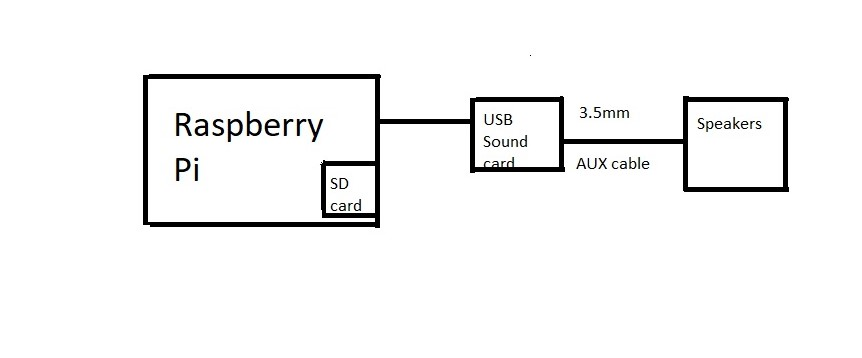 Raspberry
Pi
SD
card
USB
Sound
card
3.5mm
AUX cable
Speakers